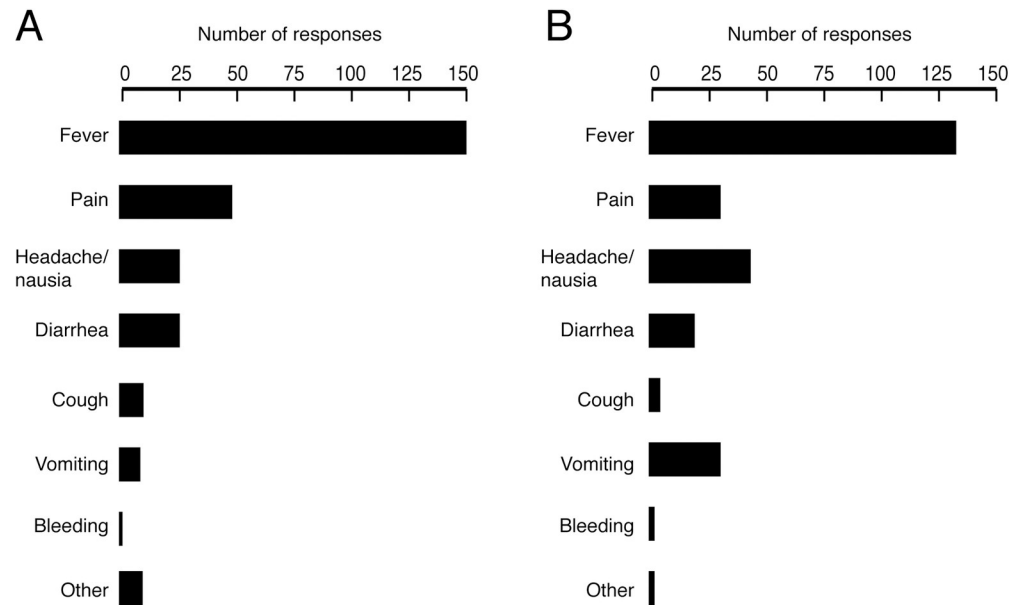 A
Number of responses
0 25 50 75 100 125 150
Fever
Pain
Headache/
nausia
Diarrhea
Cough
Vomiting
Bleeding
Other
B
Number of responses
0 25 50 75 100 125 150
Fever
Pain
Headache/
nausia
Diarrhea
Cough
Vomiting
Bleeding
Other